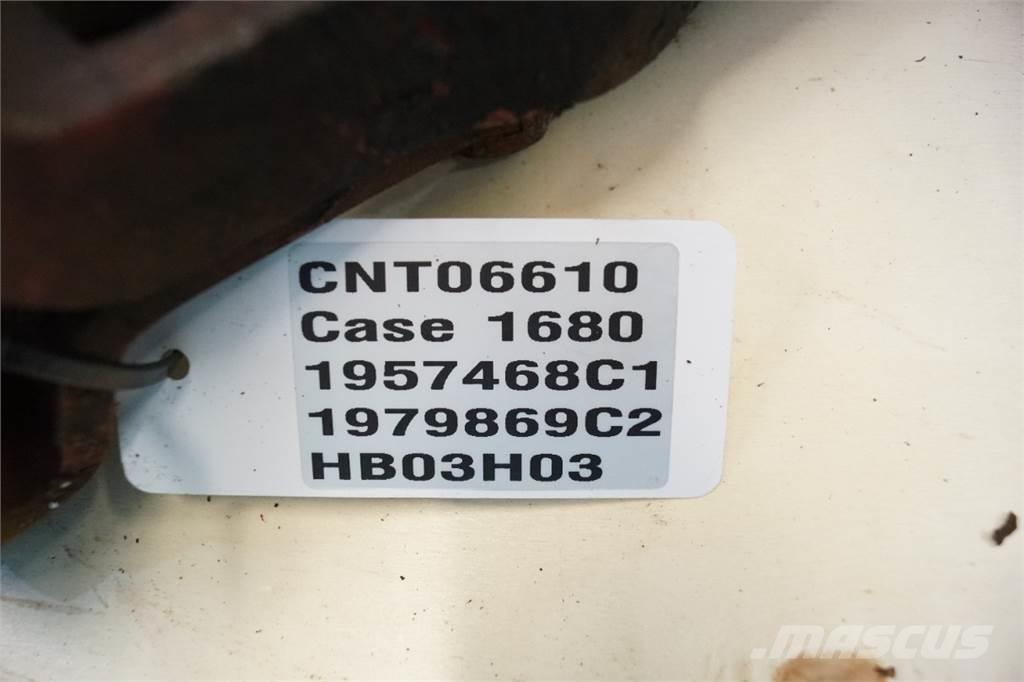 CNT06610
Case 1680
1957468C1
1979869C2
HB03H03
MASCUS